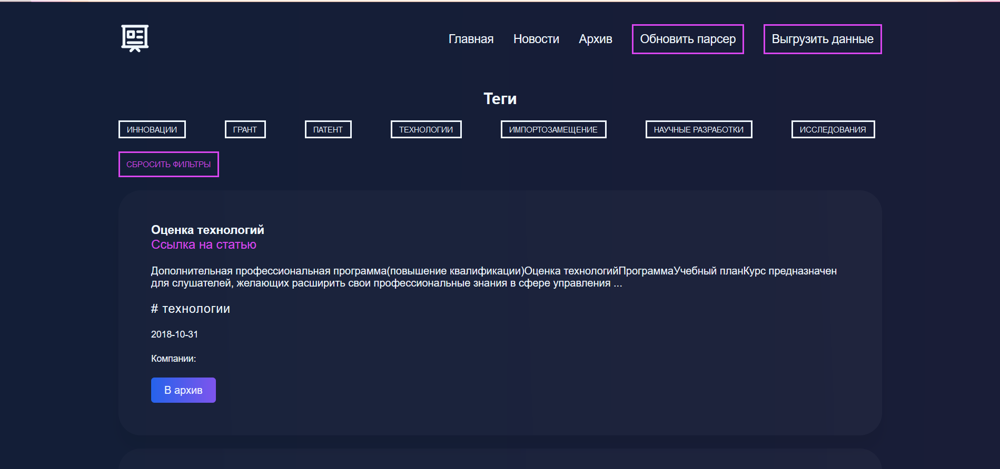 Главная Новости Архив Обновить парсер Выгрузить данные
Теги
ИННОВАЦИИ ГРАНТ ПАТЕНТ ТЕХНОЛОГИИ ИМПОРТОЗАМЕЩЕНИЕ НАУЧНЫЕ РАЗРАБОТКИ ИССЛЕДОВАНИЯ
СБРОСИТЬ ФИЛЬТРЫ
Оценка технологий
Ссылка на статью
Дополнительная профессиональная программа(повышение квалификации)Оценка технологийПрограммаУчебный планКурс предназначен
для слушателей, желающих расширить свои профессиональные знания в сфере управления ...
# технологии
2018-10-31
Компании:
В архив